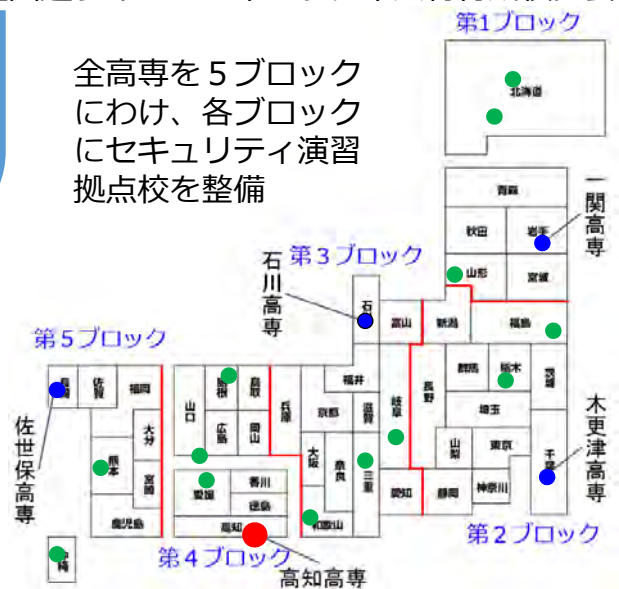 第1ブロック
全高専を５ブロック
にわけ、各ブロック
にセキュリティ演習
拠点校を整備
北海道
青森
一関高専
秋田
岩手
山形
宮城
第３ブロック
石川高専
富山
新潟
福島
第５ブロック
佐賀
福岡
山口
島根
鳥取
兵庫
福井
京都
滋賀
岐阜
長野
群馬
栃木
茨城
埼玉
木更津高専
大分
広島
岡山
佐世保高専
熊本
宮崎
大阪
奈良
三重
山梨
東京
千葉
愛媛
香川
徳島
愛知
静岡
神奈川
鹿児島
高知
和歌山
第２ブロック
第４ブロック
高知高専